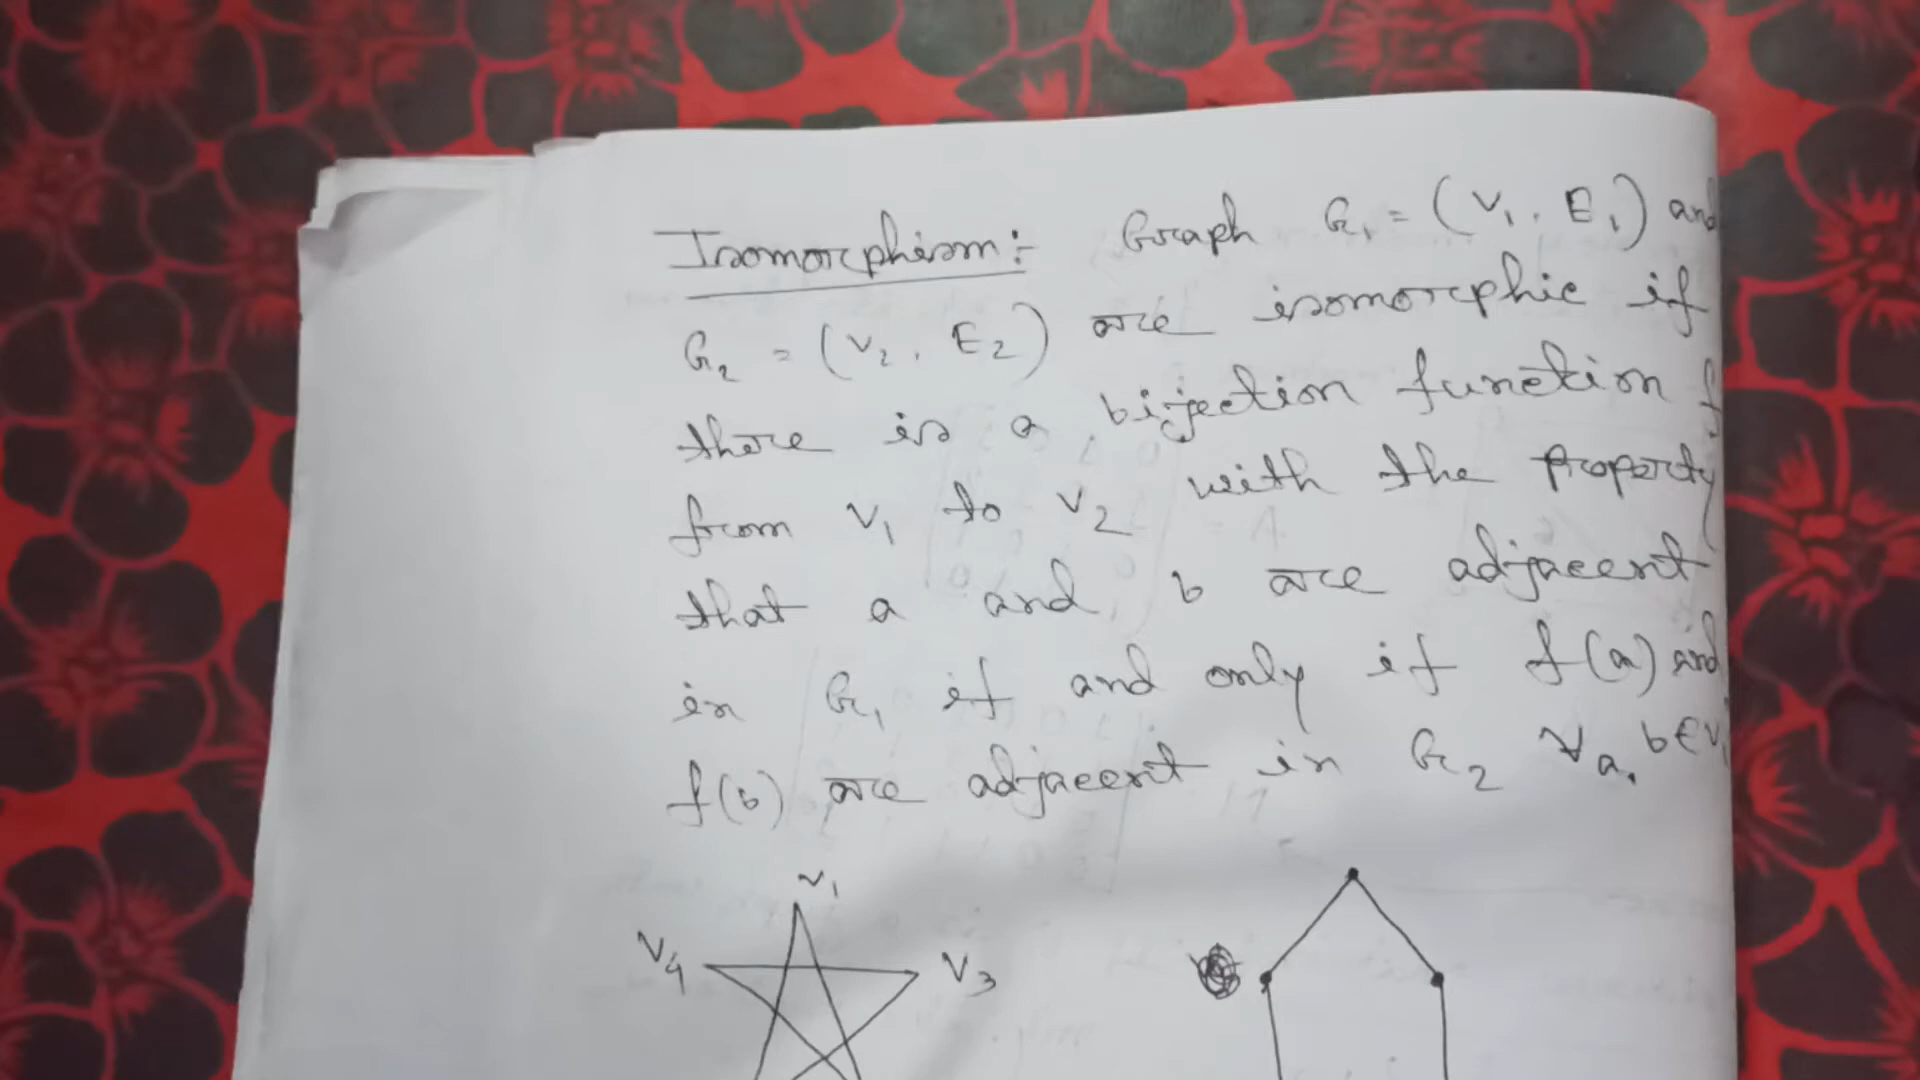 Isomorphism:- Graph G₁ = (V₁, E₁) and
G₂ = (V₂, E₂) are isomorphic if
there is a bijection function f
from V₁ to V₂ with the property
that a and b are adjacent
in G₁ if and only if f(a) and
f(b) are adjacent in G₂ ∀a, b∈V₁
V₁
V₄ V₃